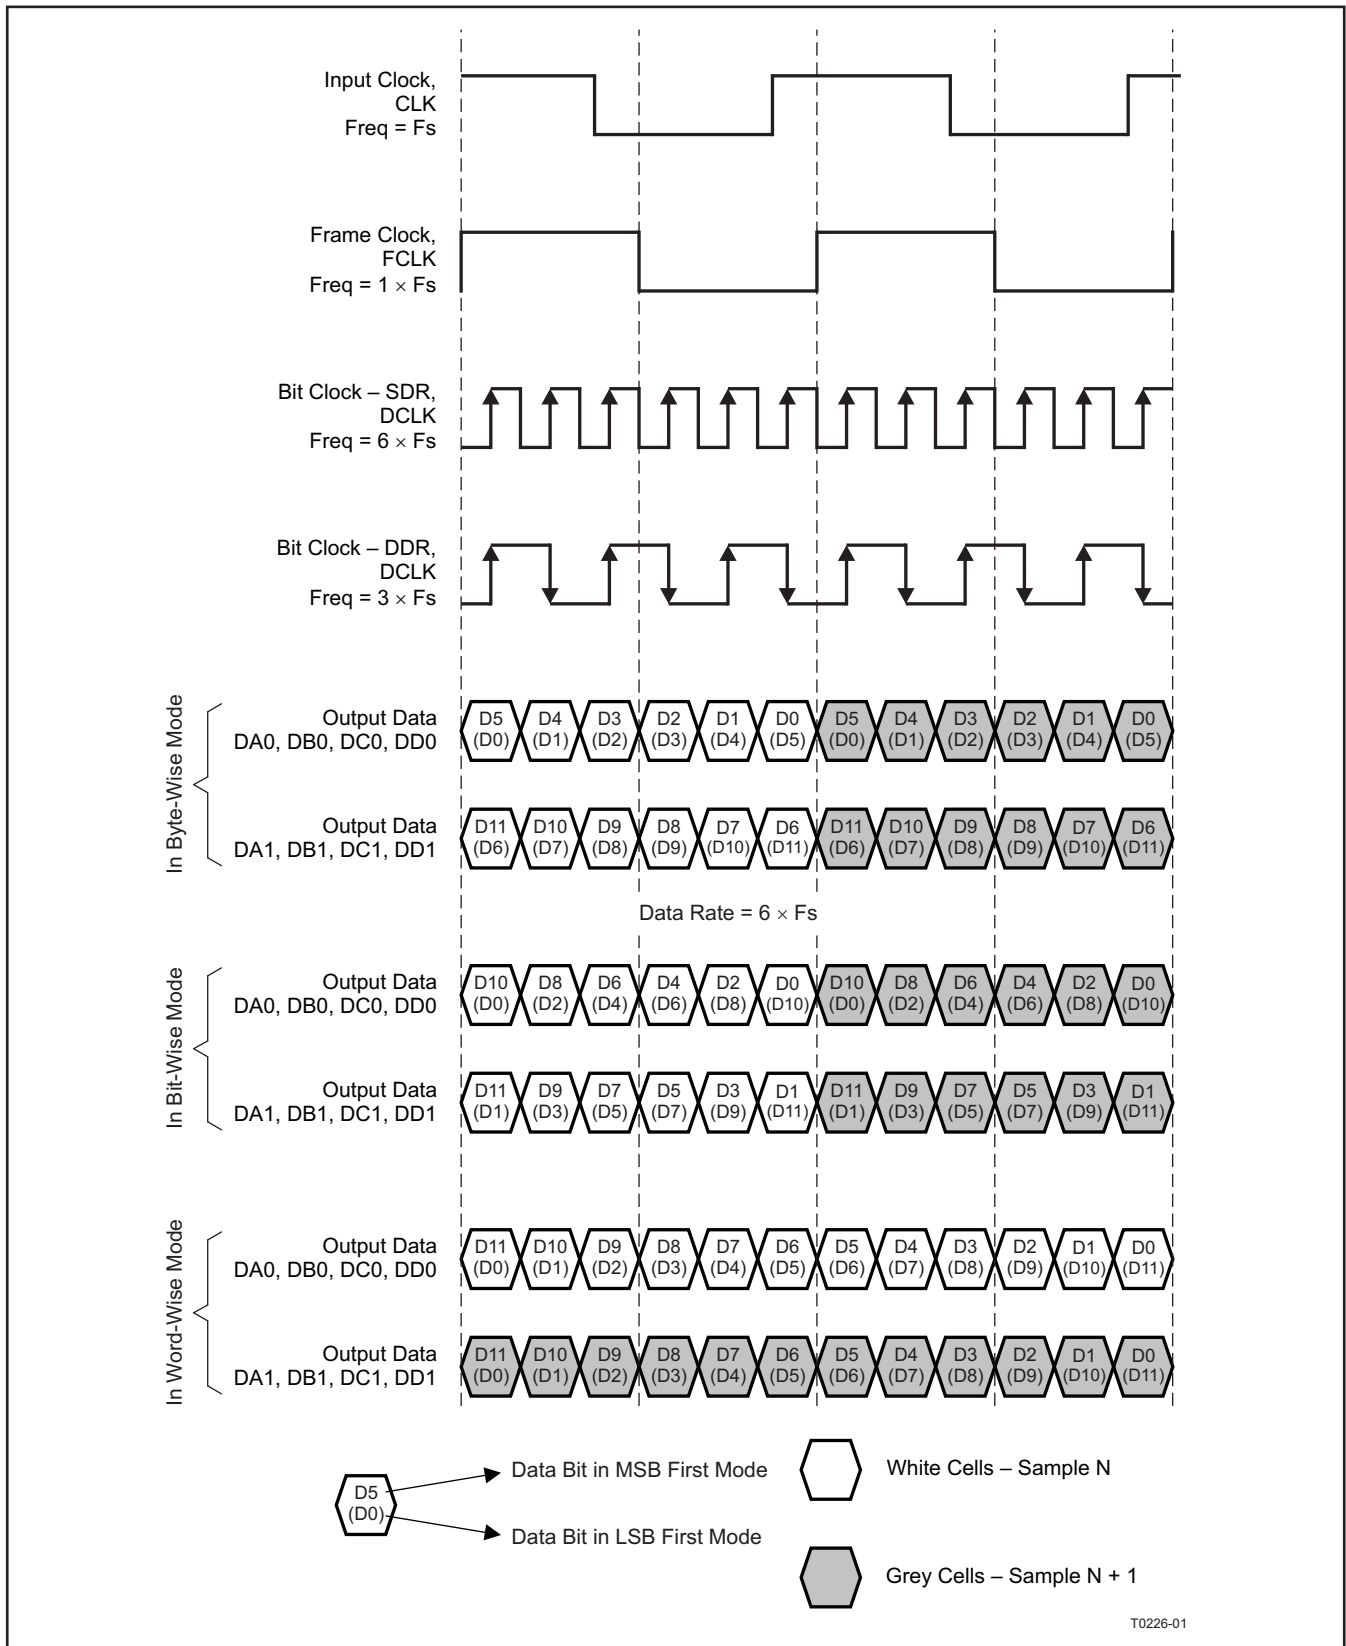 Input Clock,
CLK
Freq = Fs
Frame Clock,
FCLK
Freq = 1 × Fs
Bit Clock – SDR,
DCLK
Freq = 6 × Fs
Bit Clock – DDR,
DCLK
Freq = 3 × Fs
In Byte-Wise Mode
Output Data
DA0, DB0, DC0, DD0
D5 D4 D3 D2 D1 D0 D5 D4 D3 D2 D1 D0
(D0) (D1) (D2) (D3) (D4) (D5) (D0) (D1) (D2) (D3) (D4) (D5)
Output Data
DA1, DB1, DC1, DD1
D11 D10 D9 D8 D7 D6 D11 D10 D9 D8 D7 D6
(D6) (D7) (D8) (D9) (D10) (D11) (D6) (D7) (D8) (D9) (D10) (D11)
Data Rate = 6 × Fs
In Bit-Wise Mode
Output Data
DA0, DB0, DC0, DD0
D10 D8 D6 D4 D2 D0 D10 D8 D6 D4 D2 D0
(D0) (D2) (D4) (D6) (D8) (D10) (D0) (D2) (D4) (D6) (D8) (D10)
Output Data
DA1, DB1, DC1, DD1
D11 D9 D7 D5 D3 D1 D11 D9 D7 D5 D3 D1
(D1) (D3) (D5) (D7) (D9) (D11) (D1) (D3) (D5) (D7) (D9) (D11)
In Word-Wise Mode
Output Data
DA0, DB0, DC0, DD0
D11 D10 D9 D8 D7 D6 D5 D4 D3 D2 D1 D0
(D0) (D1) (D2) (D3) (D4) (D5) (D6) (D7) (D8) (D9) (D10) (D11)
Output Data
DA1, DB1, DC1, DD1
D11 D10 D9 D8 D7 D6 D5 D4 D3 D2 D1 D0
(D0) (D1) (D2) (D3) (D4) (D5) (D6) (D7) (D8) (D9) (D10) (D11)
D5
(D0)
Data Bit in MSB First Mode
Data Bit in LSB First Mode
White Cells – Sample N
Grey Cells – Sample N + 1
T0226-01